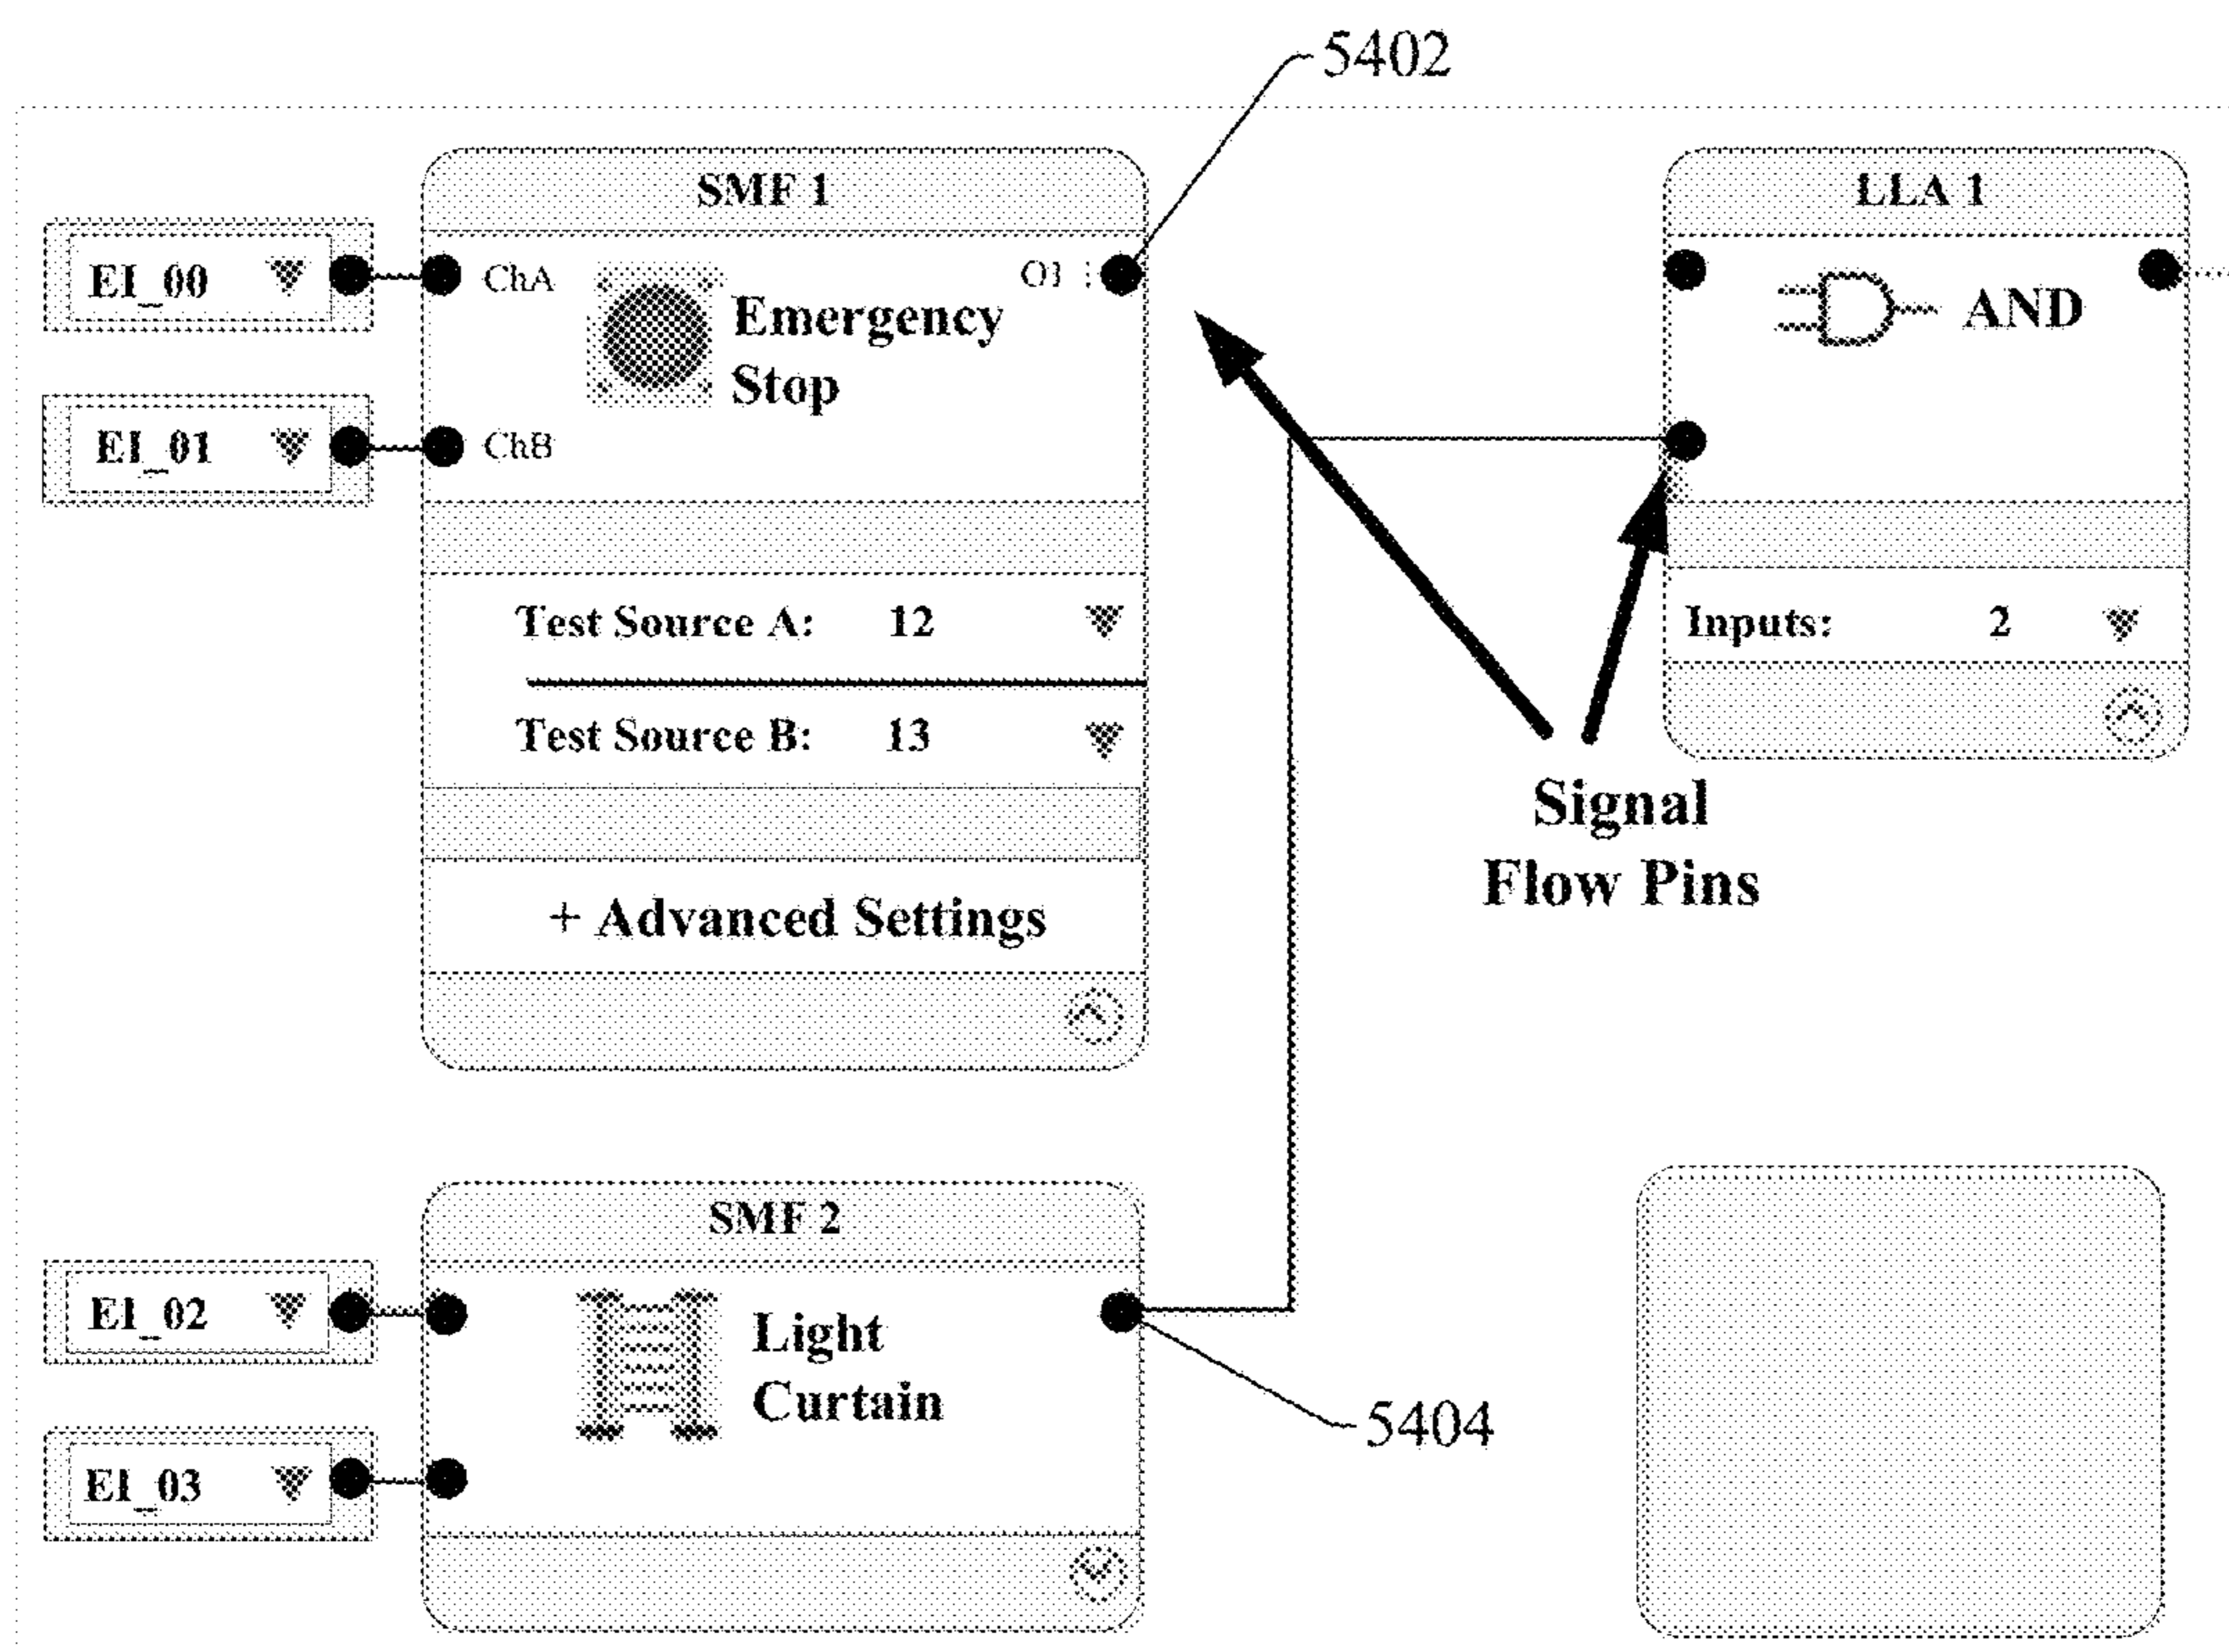 5402
SMF 1
LLA 1
EI_00
ChA
O1
Emergency
Stop
AND
EI_01
ChB
Test Source A: 12
Inputs: 2
Test Source B: 13
Signal
Flow Pins
+ Advanced Settings
SMF 2
EI_02
Light
Curtain
5404
EI_03